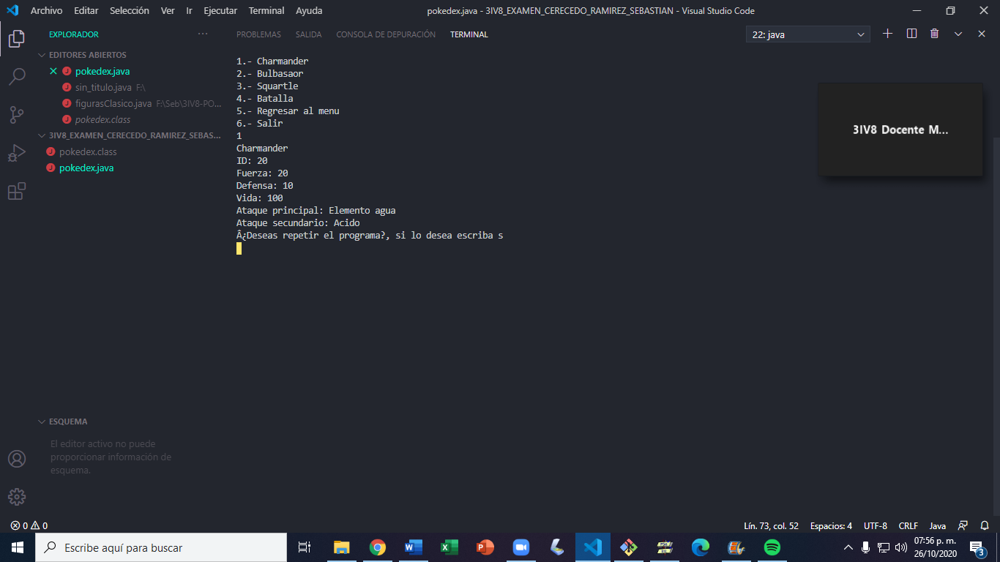 Archivo Editar Selección Ver Ir Ejecutar Terminal Ayuda
pokedex.java - 3IV8_EXAMEN_CERECEDO_RAMIREZ_SEBASTIAN - Visual Studio Code
EXPLORADOR
EDITORES ABIERTOS
pokedex.java
sin_titulo.java F:\
figurasClasico.java F:\Seb\3IV8-PO...
pokedex.class
3IV8_EXAMEN_CERECEDO_RAMIREZ_SEBAS...
pokedex.class
pokedex.java
ESQUEMA
El editor activo no puede
proporcionar información de
esquema.
PROBLEMAS SALIDA CONSOLA DE DEPURACIÓN TERMINAL
22: java
1.- Charmander
2.- Bulbasaor
3.- Squartle
4.- Batalla
5.- Regresar al menu
6.- Salir
1
Charmander
ID: 20
Fuerza: 20
Defensa: 10
Vida: 100
Ataque principal: Elemento agua
Ataque secundario: Acido
Â¿Deseas repetir el programa?, si lo desea escriba s
3IV8 Docente M...
0 0
Lín. 73, col. 52 Espacios: 4 UTF-8 CRLF Java
Escribe aquí para buscar
07:56 p. m.
26/10/2020
3